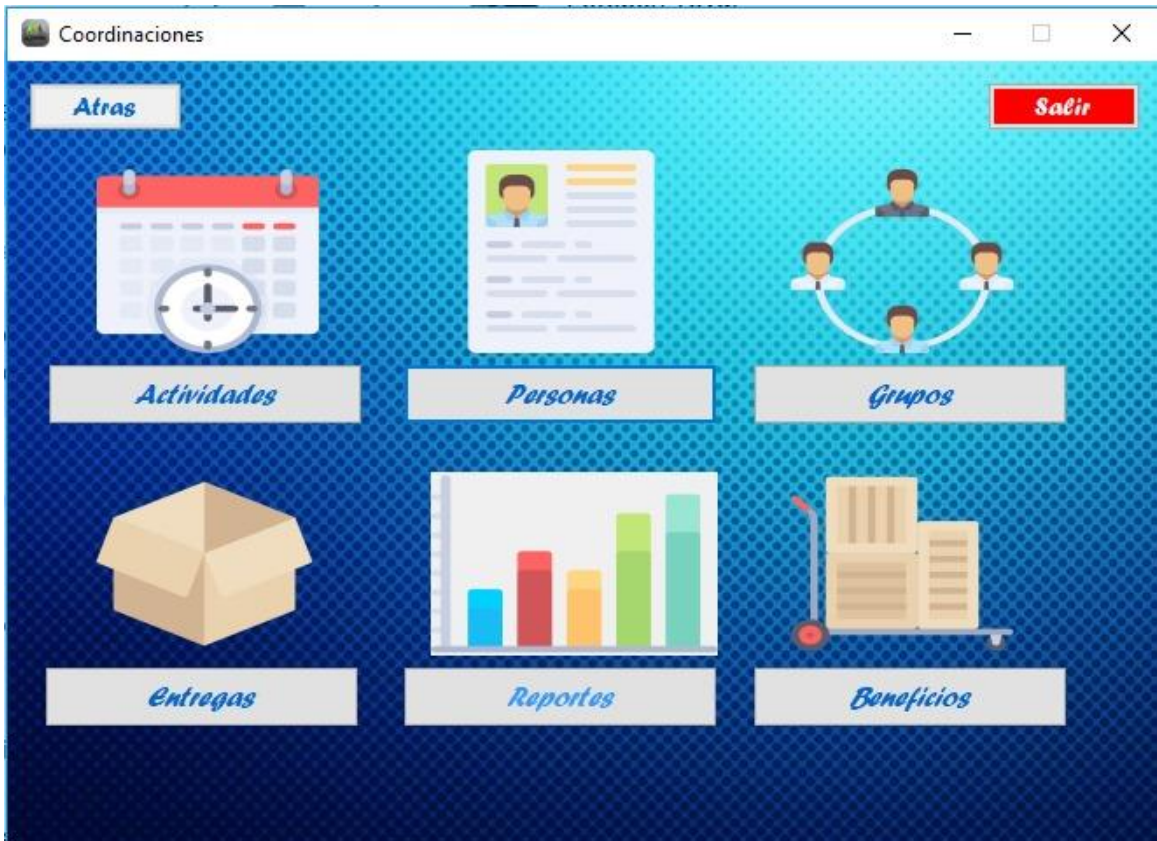 Coordinaciones
Atras
Salir
Actividades
Personas
Grupos
Entregas
Reportes
Beneficios